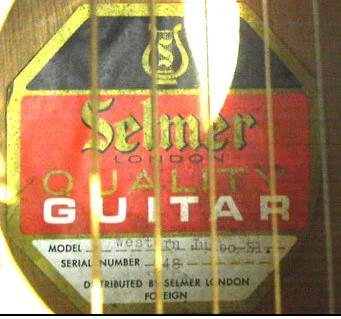 Selmer
LONDON
QUALITY
GUITAR
MODEL Western
SERIAL NUMBER --48-------
DISTRIBUTED BY SELMER LONDON
FOREIGN